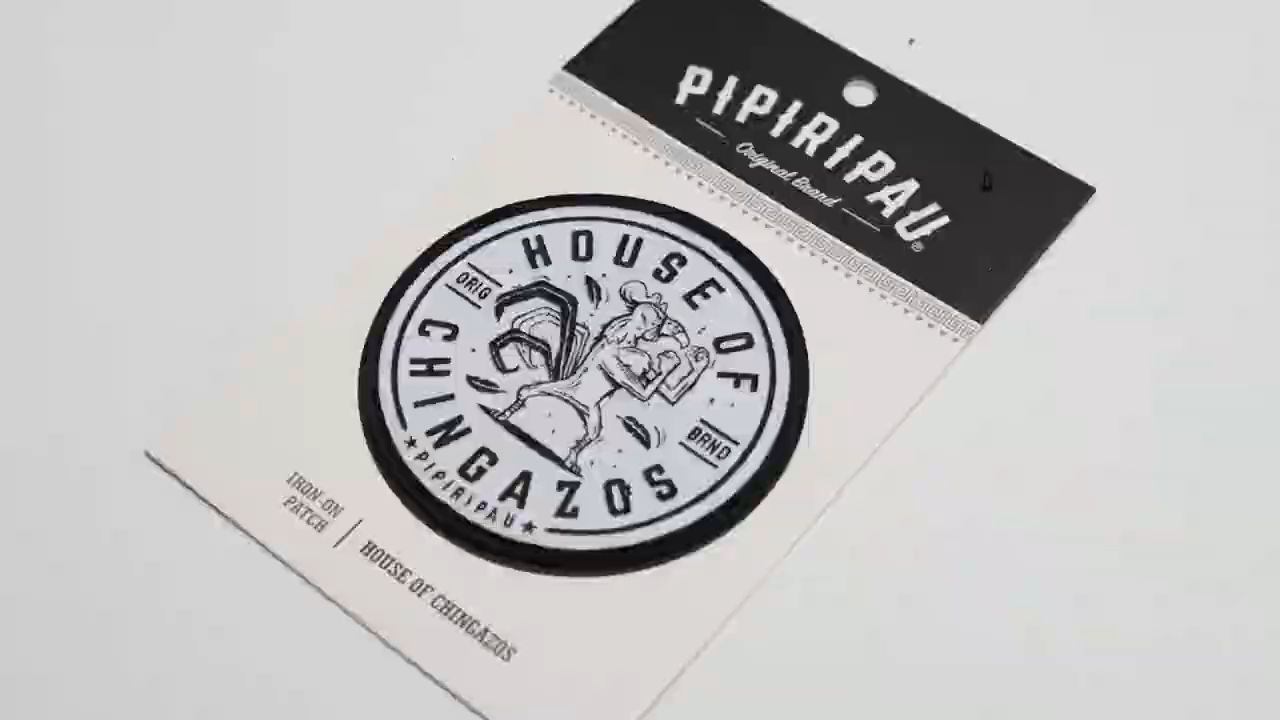 PIPIRIPAU®
Original Brand
HOUSE OF
ORIG
BRND
CHINGAZOS
★ PIPIRIPAU ★
IRON-ON
PATCH
HOUSE OF CHINGAZOS